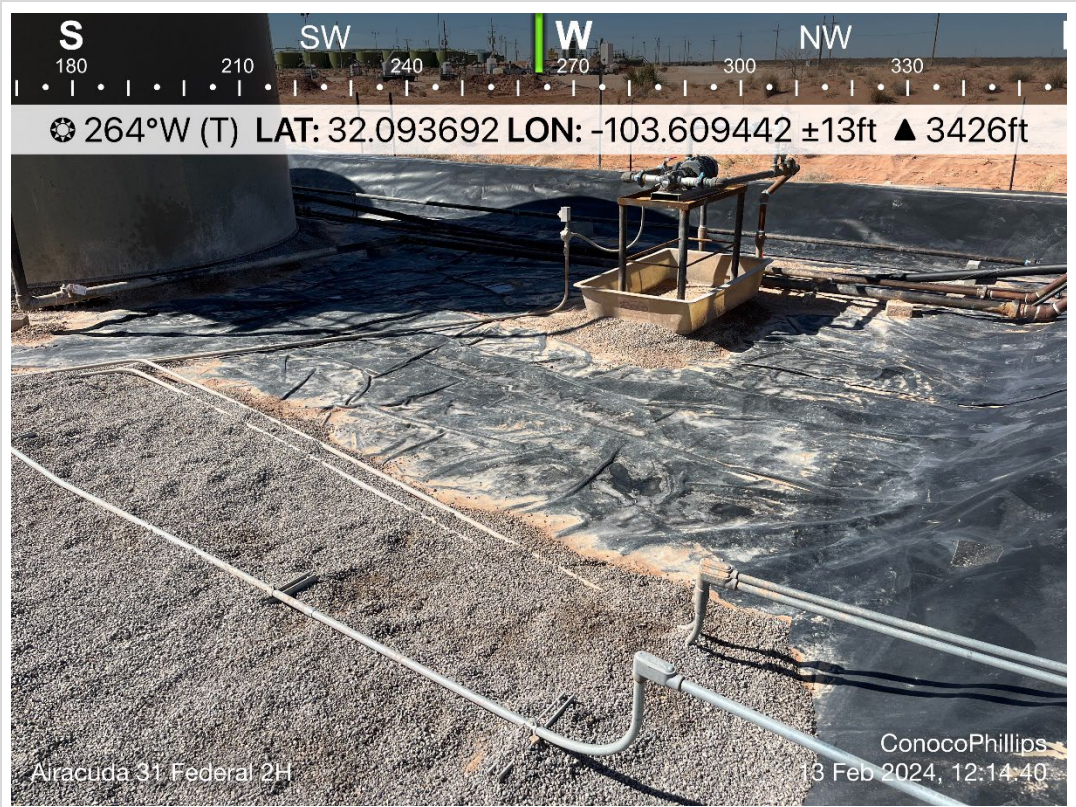 S SW W NW
180 210 240 270 300 330
264°W (T) LAT: 32.093692 LON: -103.609442 ±13ft ▲ 3426ft
ConocoPhillips
Airacuda 31 Federal 2H 13 Feb 2024, 12:14:40